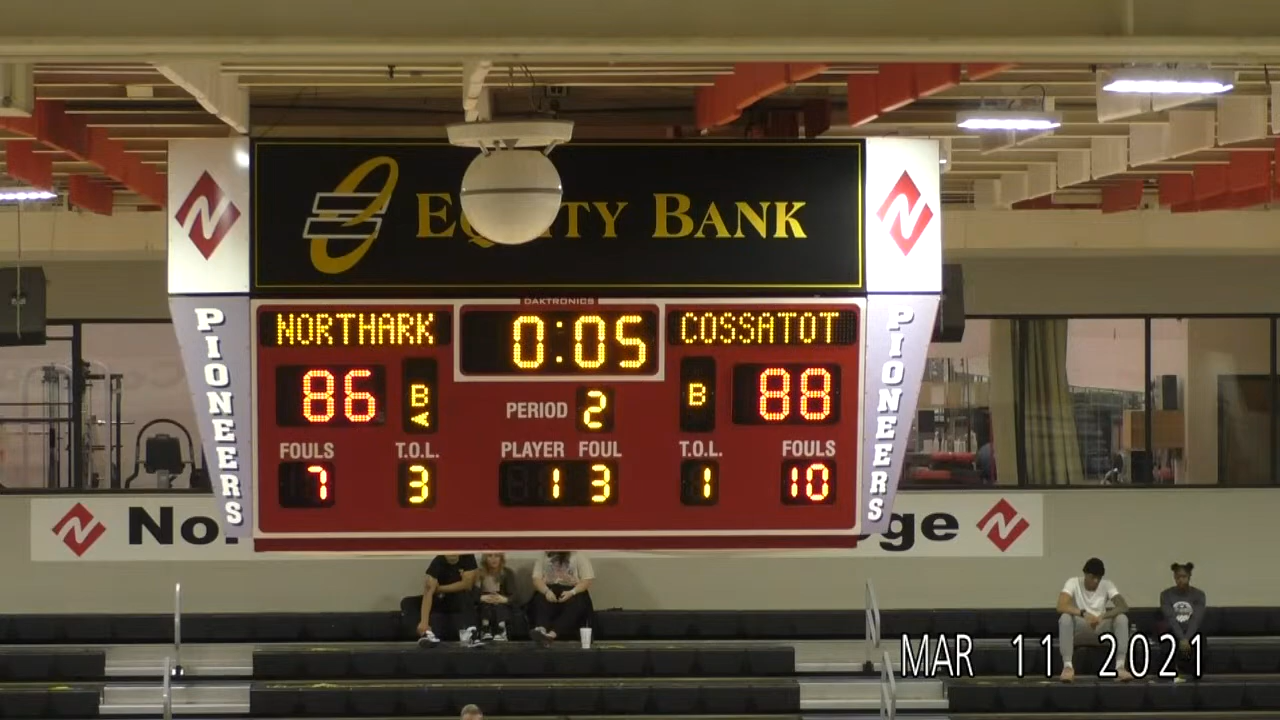 EQUITY BANK
DAKTRONICS
NORTHARK 0:05 COSSATOT
86 B PERIOD 2 B 88
A
FOULS T.O.L. PLAYER FOUL T.O.L. FOULS
7 3 1 3 1 10
PIONEERS
PIONEERS
No
ge
MAR 11 2021